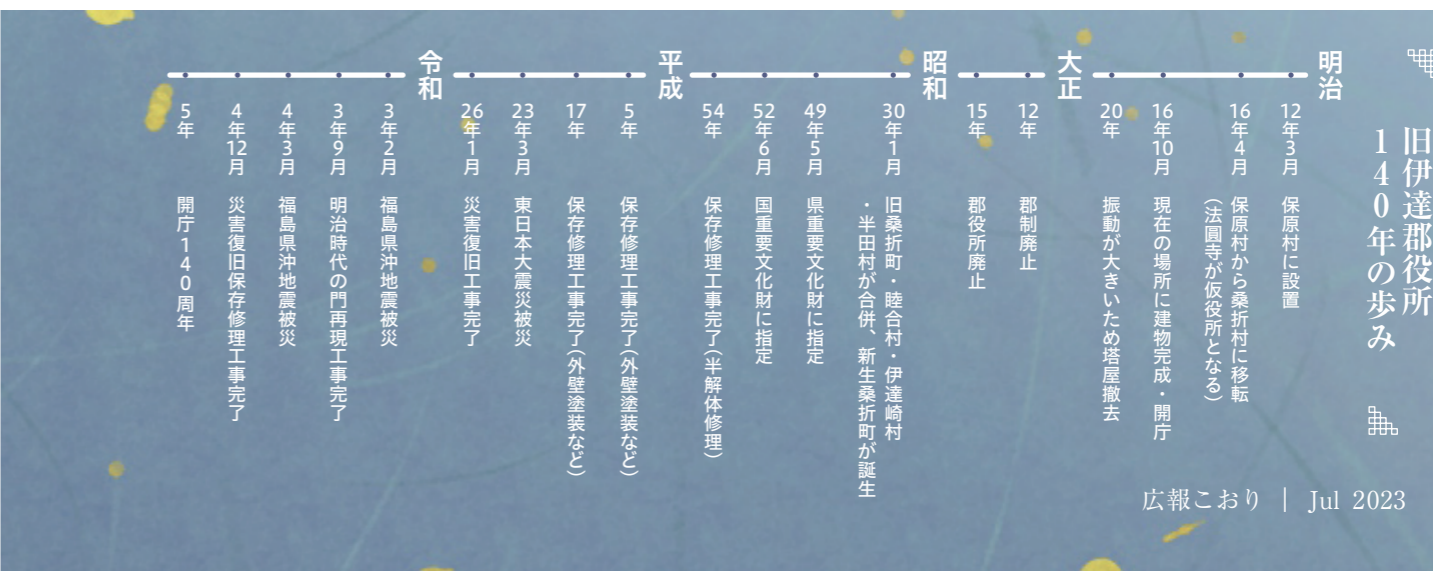 旧伊達郡役所
140年の歩み
明治
12年3月 保原村に設置
16年4月 保原村から桑折村に移転
(法圓寺が仮役所となる)
16年10月 現在の場所に建物完成・開庁
20年 振動が大きいため塔屋撤去
大正
12年 郡制廃止
15年 郡役所廃止
昭和
30年1月 旧桑折町・睦合村・伊達崎村
・半田村が合併、新生桑折町が誕生
49年5月 県重要文化財に指定
52年6月 国重要文化財に指定
54年 保存修理工事完了(半解体修理)
平成
5年 保存修理工事完了(外壁塗装など)
17年 保存修理工事完了(外壁塗装など)
23年3月 東日本大震災被災
26年1月 災害復旧工事完了
令和
3年2月 福島県沖地震被災
3年9月 明治時代の門再現工事完了
4年3月 福島県沖地震被災
4年12月 災害復旧保存修理工事完了
5年 開庁140周年
広報こおり | Jul 2023